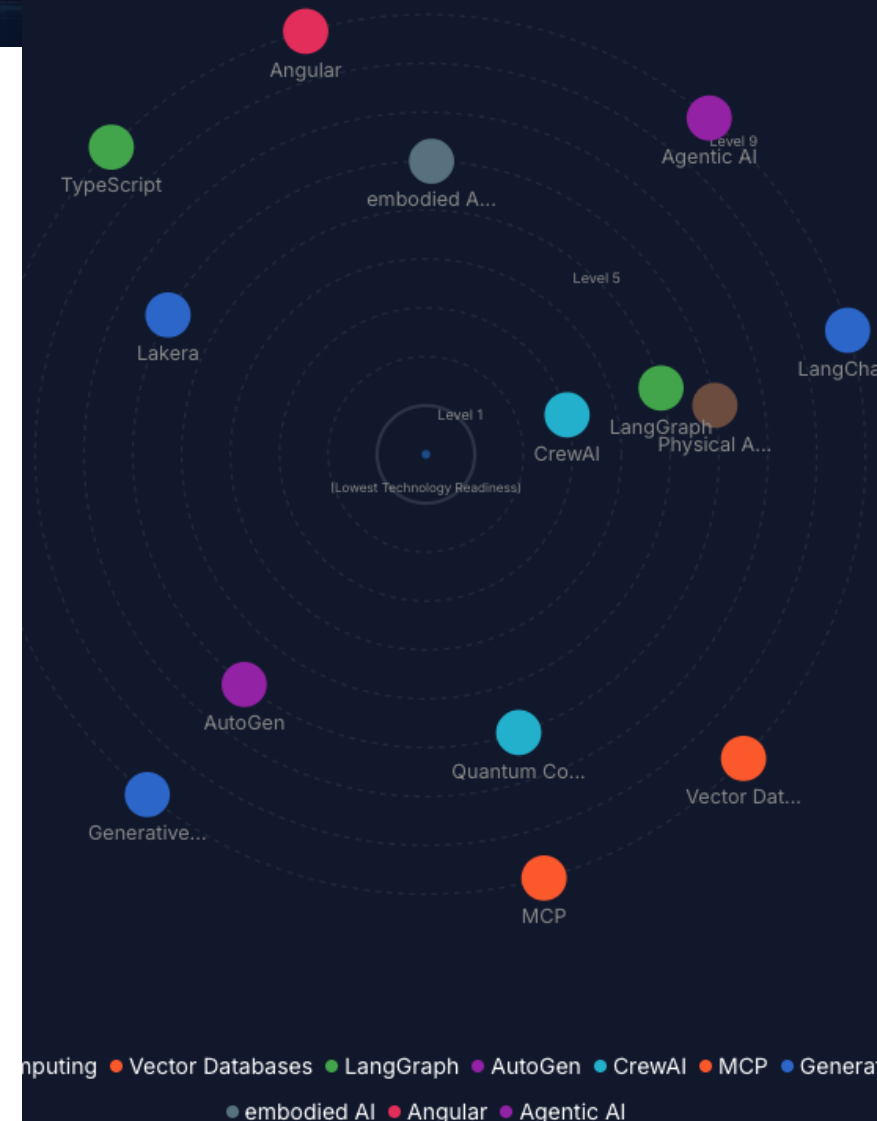 Angular
Level 9
Agentic AI
TypeScript
embodied A...
Level 5
Lakera
LangCha
Level 1
LangGraph
CrewAI
Physical A...
(Lowest Technology Readiness)
AutoGen
Quantum Co...
Vector Dat...
Generative...
MCP
nputing Vector Databases LangGraph AutoGen CrewAI MCP Genera
embodied AI Angular Agentic AI